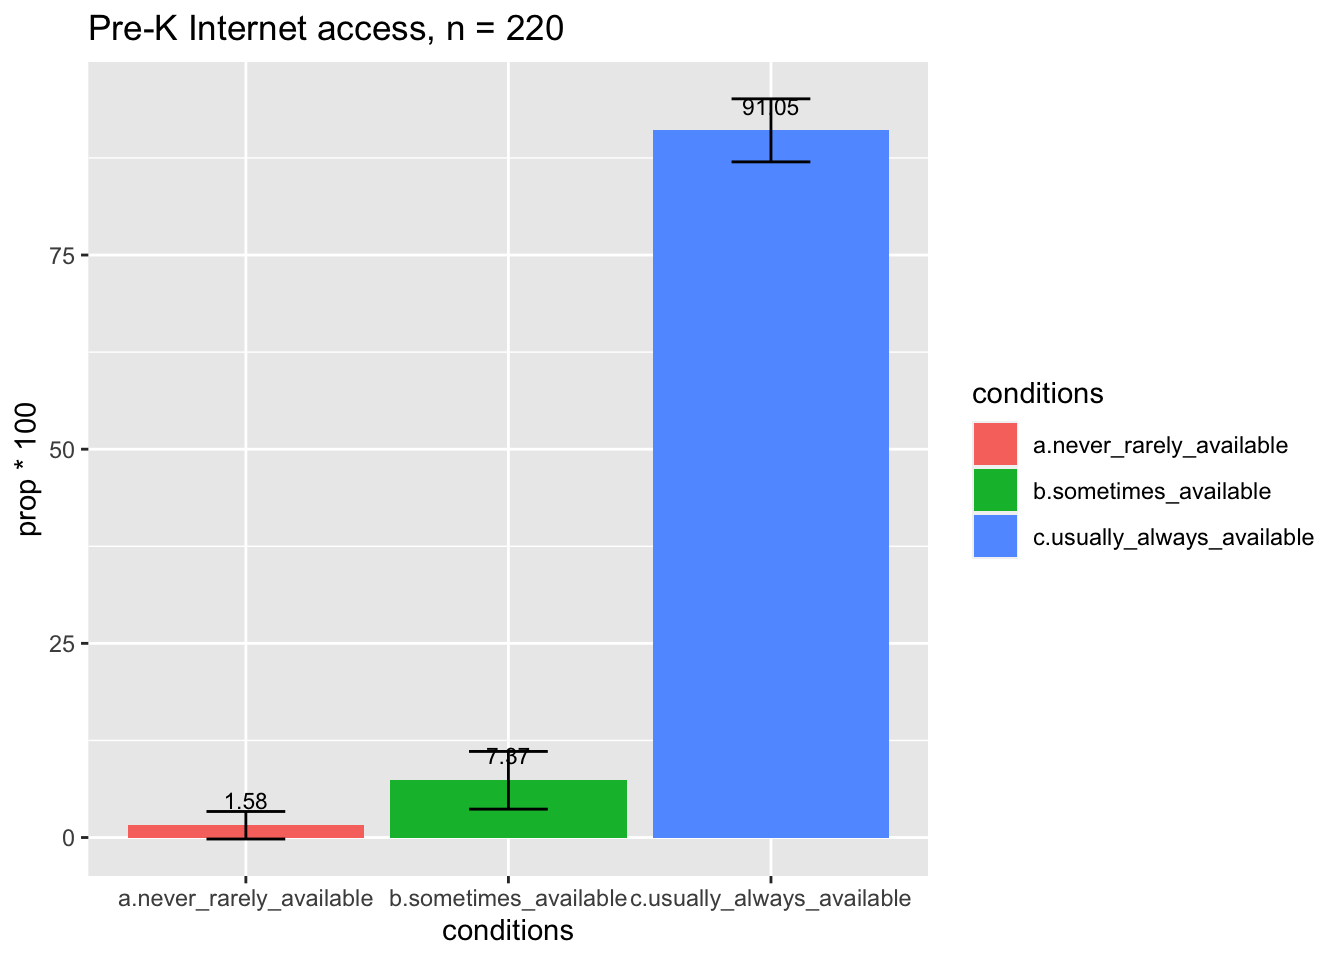 Pre-K Internet access, n = 220
prop * 100
75
50
25
0
91.05
7.37
1.58
a.never_rarely_available
b.sometimes_available
c.usually_always_available
conditions
conditions
a.never_rarely_available
b.sometimes_available
c.usually_always_available